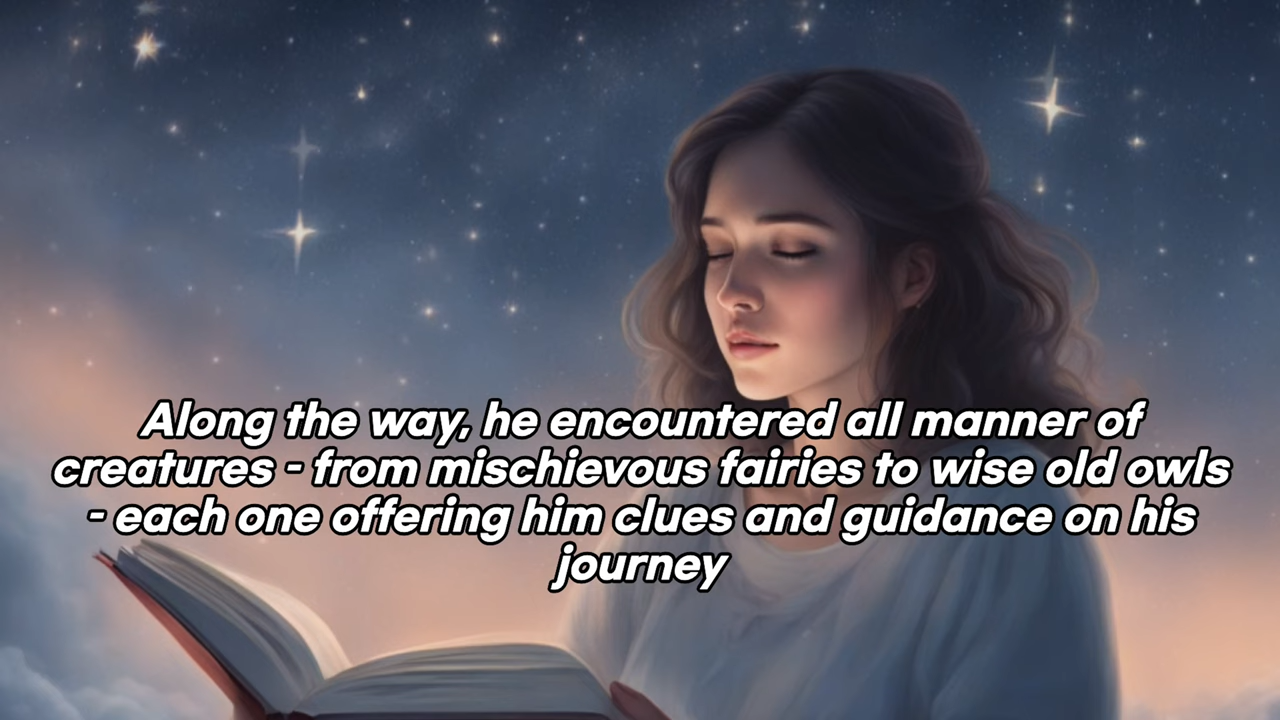 Along the way, he encountered all manner of
creatures - from mischievous fairies to wise old owls
- each one offering him clues and guidance on his
journey